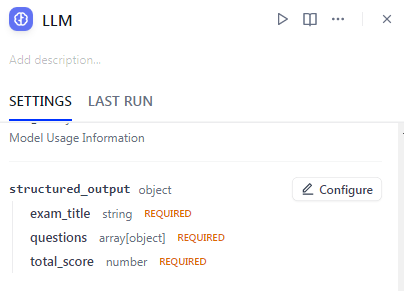 LLM
Add description...
SETTINGS LAST RUN
Model Usage Information
structured_output object Configure
exam_title string REQUIRED
questions array[object] REQUIRED
total_score number REQUIRED